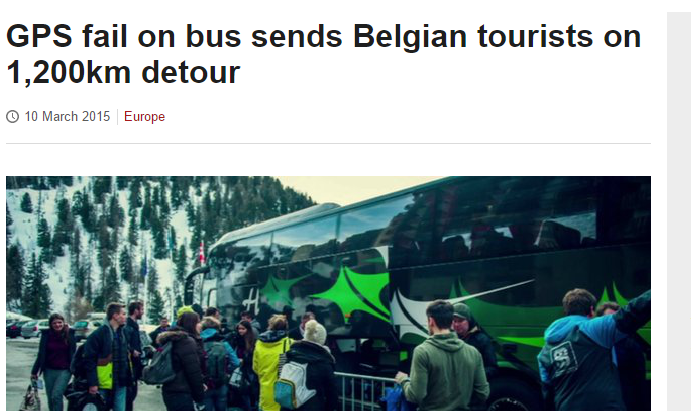 GPS fail on bus sends Belgian tourists on
1,200km detour
10 March 2015 Europe